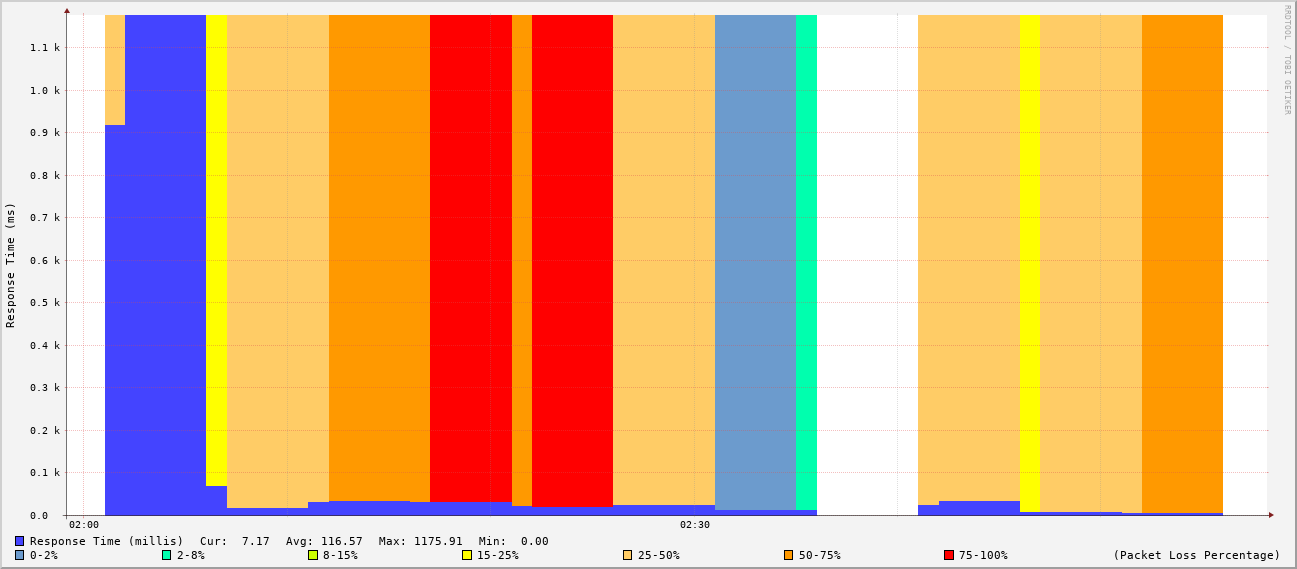 RRDTOOL / TOBI OETIKER
Response Time (ms)
1.1 k
1.0 k
0.9 k
0.8 k
0.7 k
0.6 k
0.5 k
0.4 k
0.3 k
0.2 k
0.1 k
0.0
02:00 02:30
Response Time (millis) Cur: 7.17 Avg: 116.57 Max: 1175.91 Min: 0.00
0-2% 2-8% 8-15% 15-25% 25-50% 50-75% 75-100% (Packet Loss Percentage)